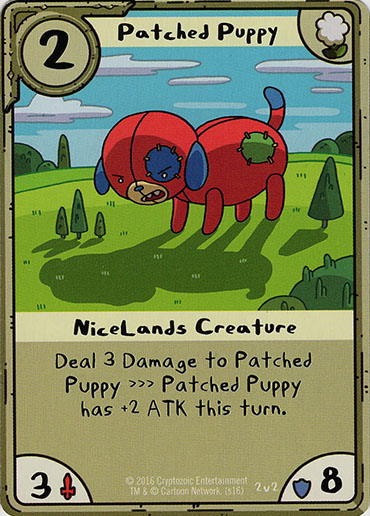 2
Patched Puppy
NiceLands Creature
Deal 3 Damage to Patched
Puppy >>> Patched Puppy
has +2 ATK this turn.
3
© 2016 Cryptozoic Entertainment
TM & © Cartoon Network. (s16)
2v2
8